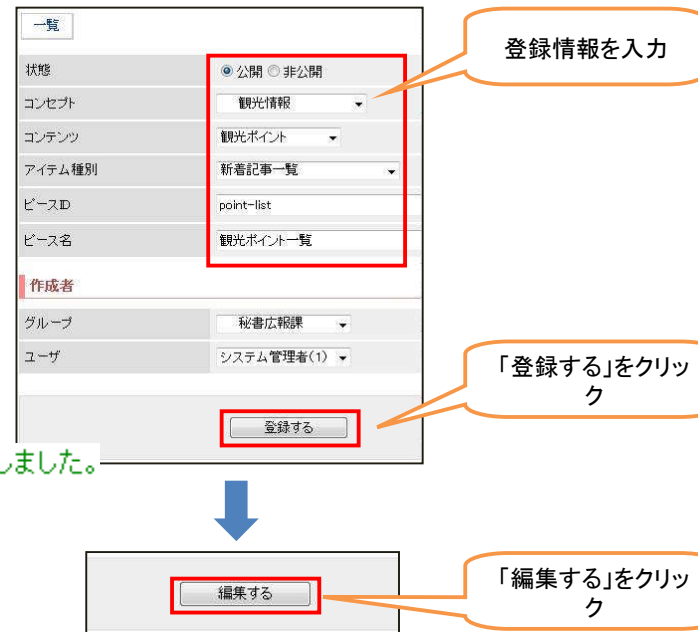 一覧
登録情報を入力
状態
公開 非公開
コンセプト
観光情報
コンテンツ
観光ポイント
アイテム種別
新着記事一覧
ピースID
point-list
ピース名
観光ポイント一覧
作成者
グループ
秘書広報課
ユーザ
システム管理者(1)
「登録する」をクリッ
ク
登録する
しました。
編集する
「編集する」をクリッ
ク